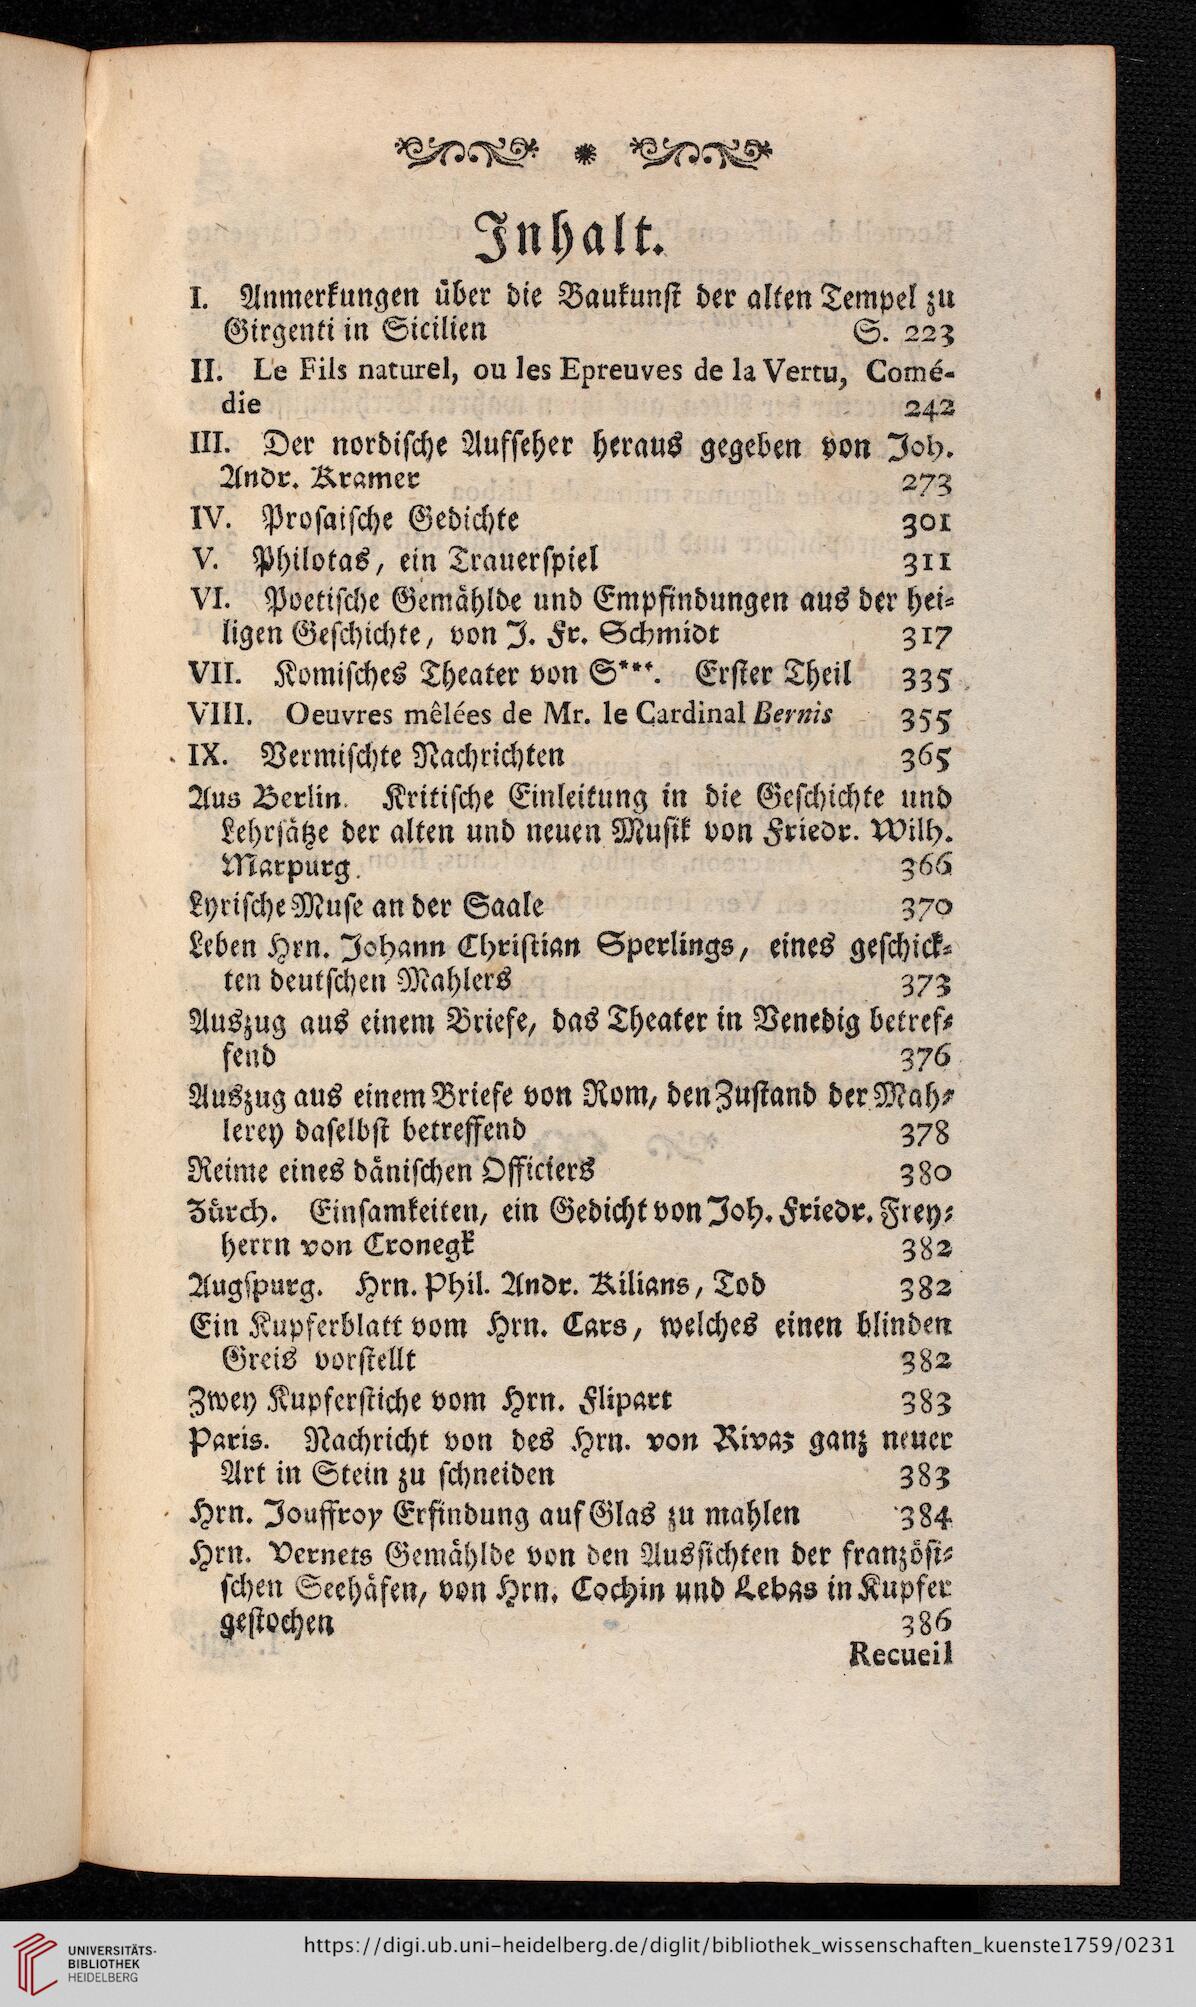 Inhalt.
I. Anmerkungen über die Baukunst der alten Tempel zu
Girgenti in Sicilien S. 223
II. Le Fils naturel, ou les Epreuves de la Vertu, Comé-
die 242
III. Der nordische Aufseher heraus gegeben von Joh.
Andr. Kramer 273
IV. Prosaische Gedichte 301
V. Philotas, ein Trauerspiel 311
VI. Poetische Gemählde und Empfindungen aus der hei-
ligen Geschichte, von J. Fr. Schmidt 317
VII. Komisches Theater von S***. Erster Theil 335
VIII. Oeuvres mêlées de Mr. le Cardinal Bernis 355
IX. Vermischte Nachrichten 365
Aus Berlin. Kritische Einleitung in die Geschichte und
Lehrsätze der alten und neuen Musik von Friedr. Wilh.
Marpurg. 366
Lyrische Muse an der Saale 370
Leben Hrn. Johann Christian Sperlings, eines geschick-
ten deutschen Mahlers 373
Auszug aus einem Briefe, das Theater in Venedig betref-
fend 376
Auszug aus einem Briefe von Rom, den Zustand der Mah-
lerey daselbst betreffend 378
Reime eines dänischen Officiers 380
Zürch. Einsamkeiten, ein Gedicht von Joh. Friedr. Frey-
herrn von Cronegk 382
Augspurg. Hrn. Phil. Andr. Kilians, Tod 382
Ein Kupferblatt vom Hrn. Cars, welches einen blinden
Greis vorstellt 382
Zwey Kupferstiche vom Hrn. Flipart 383
Paris. Nachricht von des Hrn. von Rivaz ganz neuer
Art in Stein zu schneiden 383
Hrn. Jouffroy Erfindung auf Glas zu mahlen 384
Hrn. Vernets Gemählde von den Aussichten der französi-
schen Seehäfen, von Hrn. Cochin und Lebas in Kupfer
gestochen 386
Recueil
UNIVERSITÄTS-
BIBLIOTHEK
HEIDELBERG
https://digi.ub.uni-heidelberg.de/diglit/bibliothek_wissenschaften_kuenste1759/0231